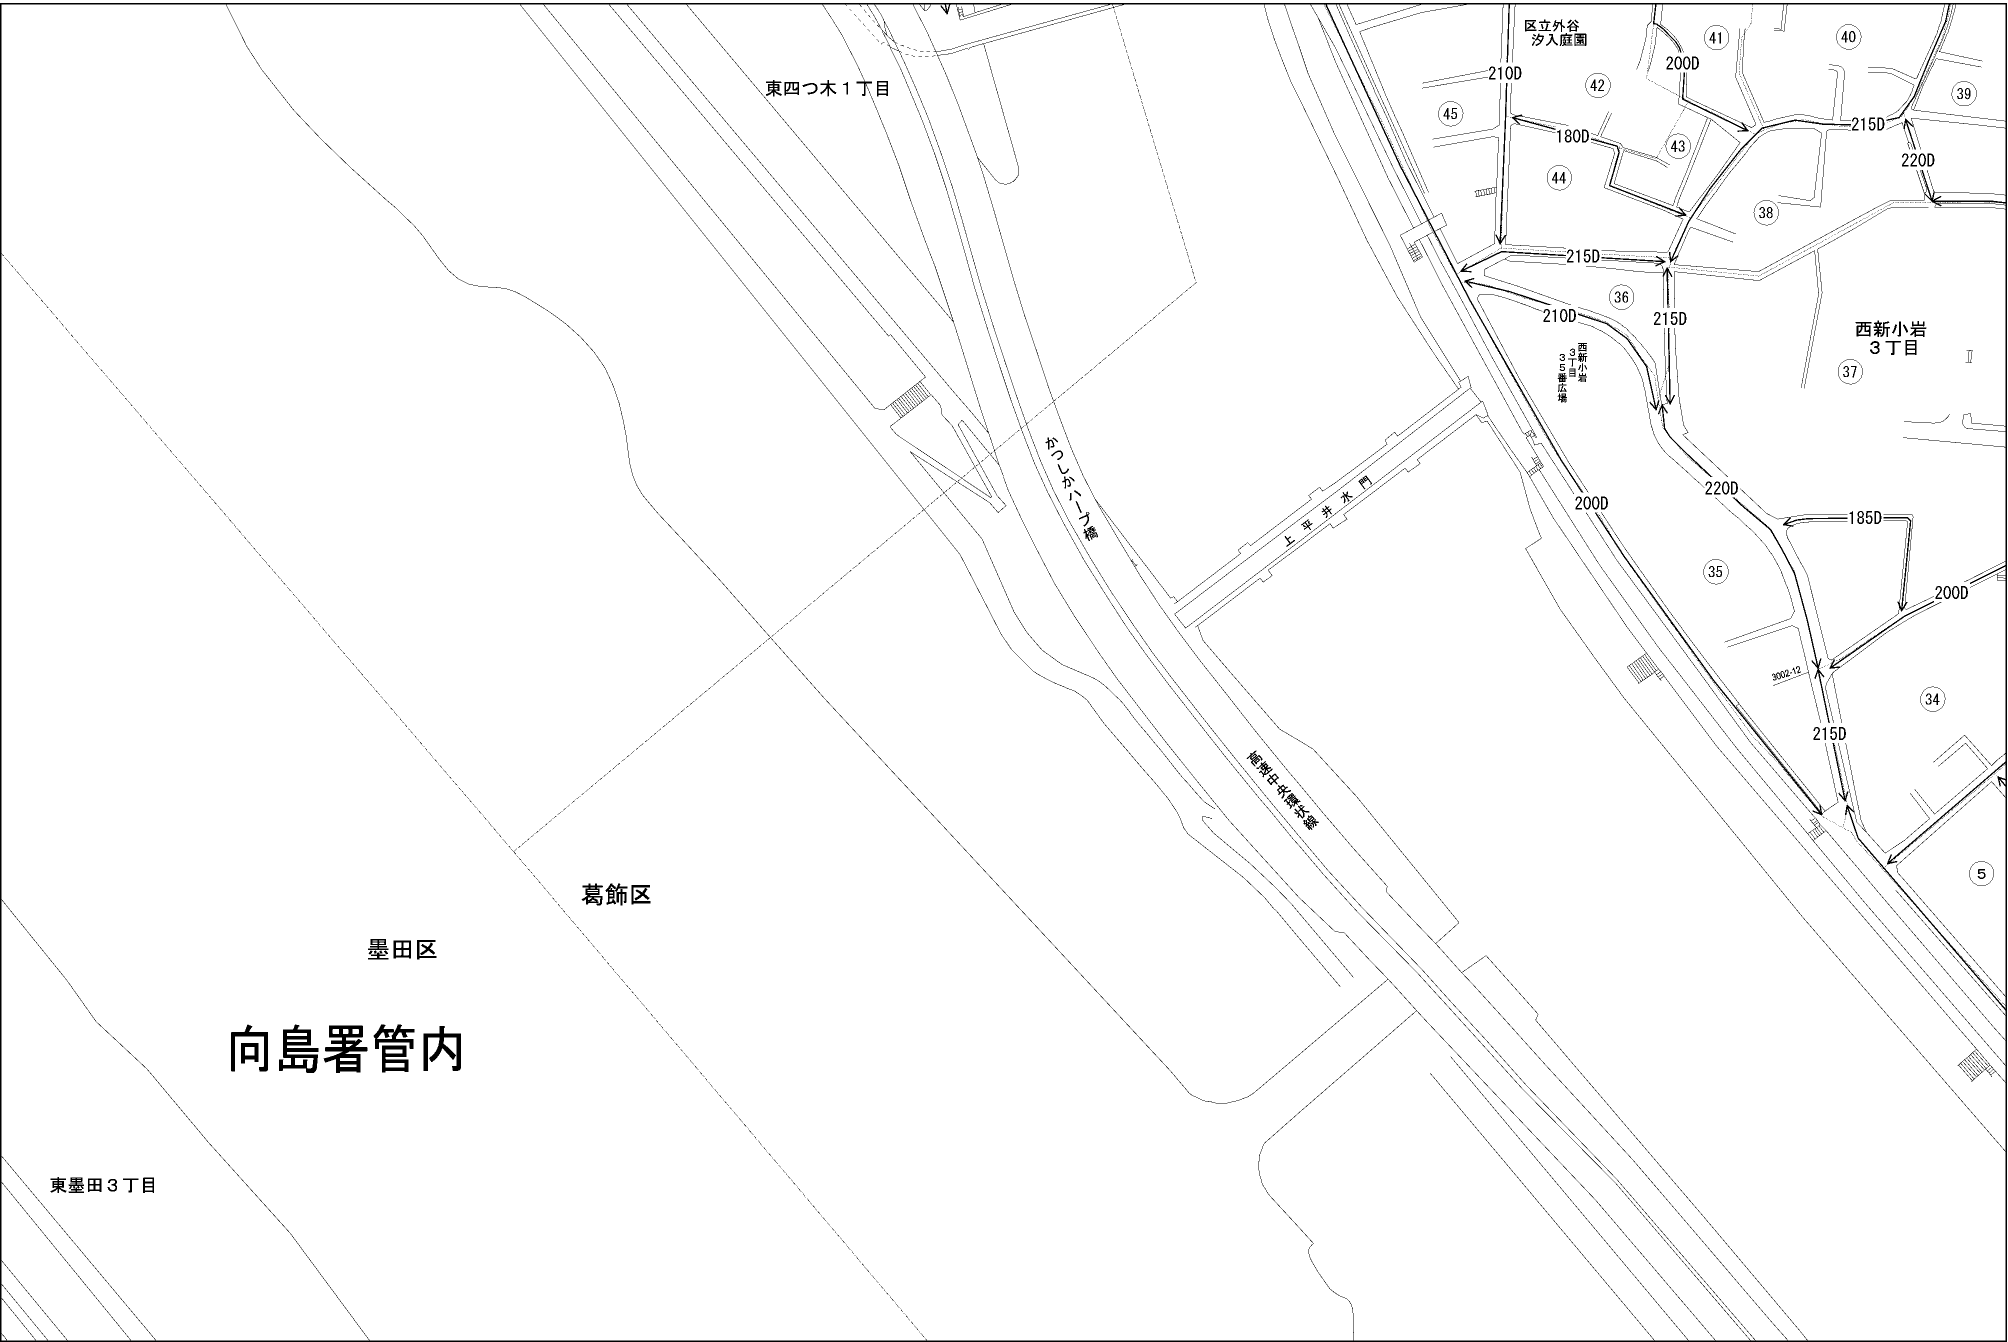 区立外谷
汐入庭園
41
40
200D
210D
東四つ木１丁目
42
39
45
215D
180D
43
220D
44
38
215D
36
210D
215D
西新小岩
３丁目
西新小岩
３丁目
３５番広場
37
かつしかハープ橋
上平井水門
200D
220D
185D
35
200D
3002-12
34
215D
高速中央環状線
5
葛飾区
墨田区
向島署管内
東墨田３丁目